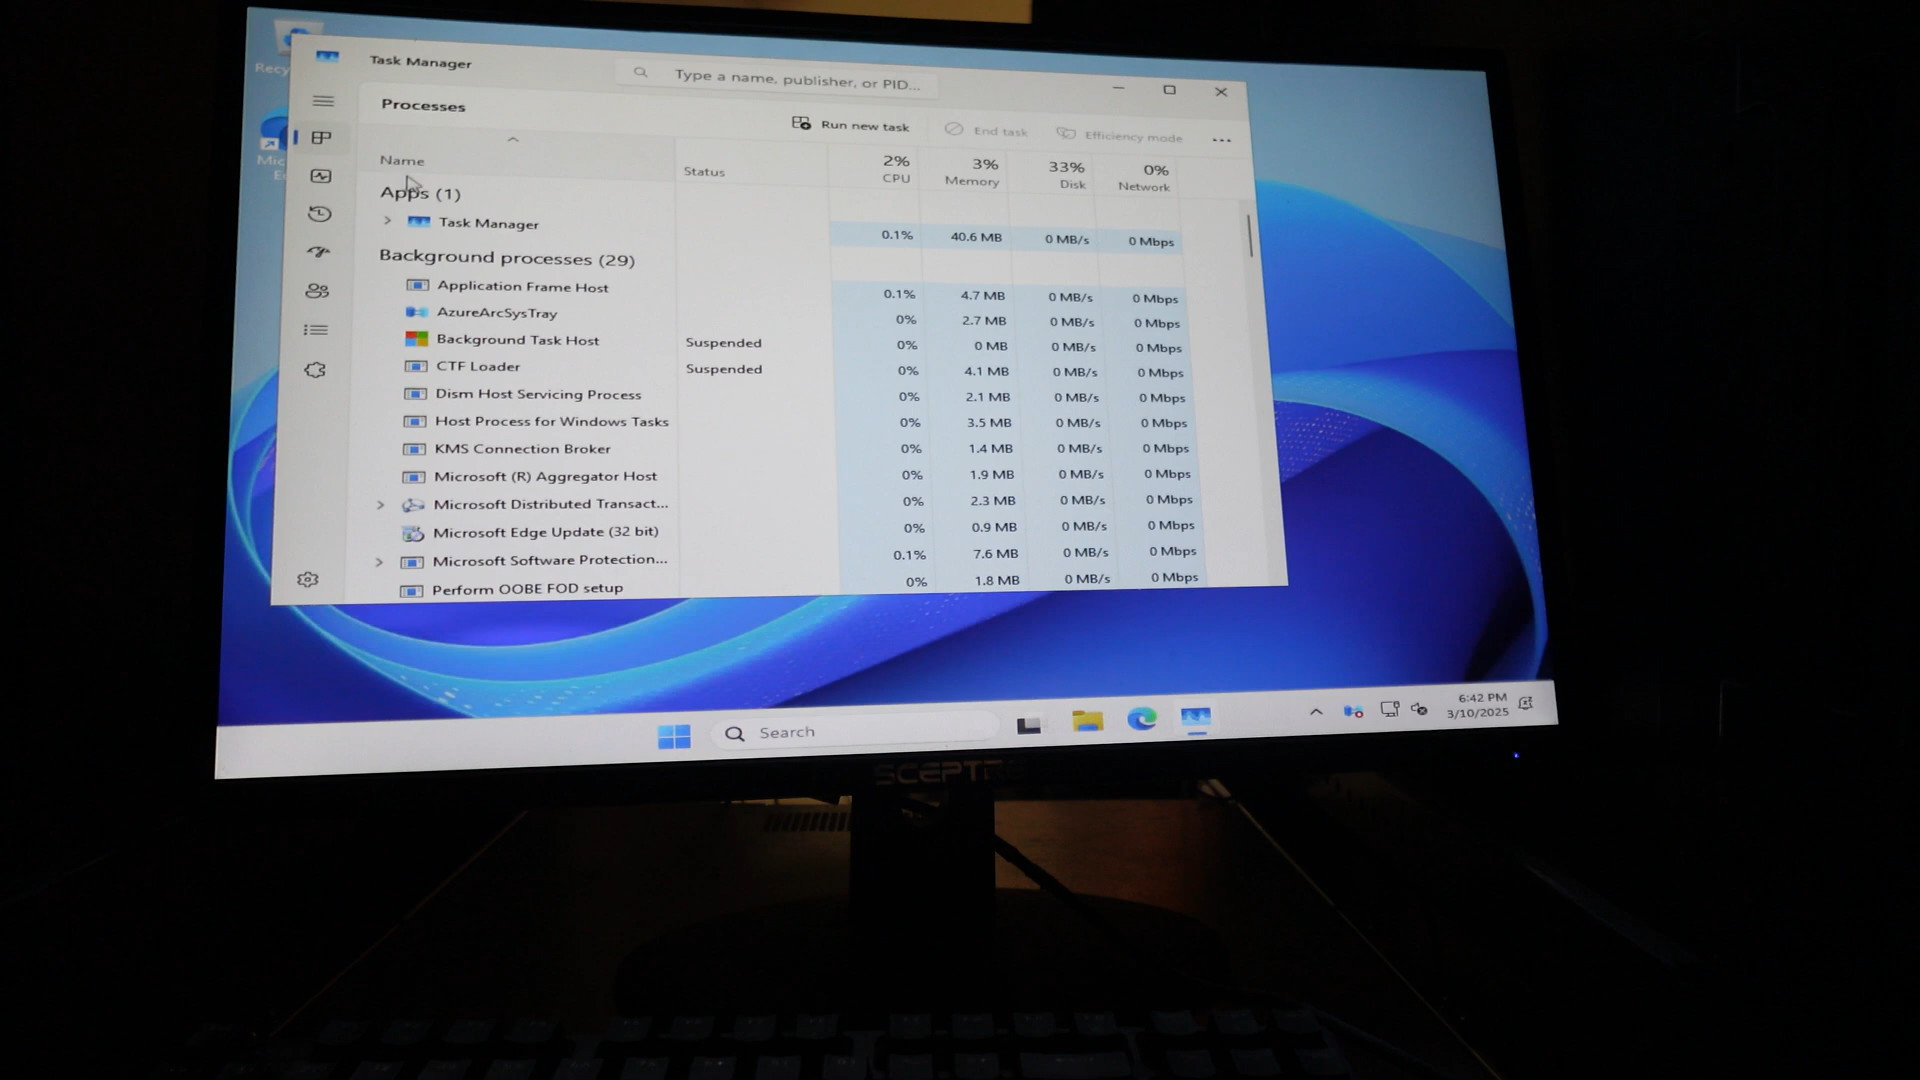 Recy
Mic
E
Task Manager
Type a name, publisher, or PID...
Processes
Run new task
End task
Efficiency mode
Name
Status
2% CPU
3% Memory
33% Disk
0% Network
Apps (1)
Task Manager 0.1% 40.6 MB 0 MB/s 0 Mbps
Background processes (29)
Application Frame Host 0.1% 4.7 MB 0 MB/s 0 Mbps
AzureArcSysTray 0% 2.7 MB 0 MB/s 0 Mbps
Background Task Host Suspended 0% 0 MB 0 MB/s 0 Mbps
CTF Loader Suspended 0% 4.1 MB 0 MB/s 0 Mbps
Dism Host Servicing Process 0% 2.1 MB 0 MB/s 0 Mbps
Host Process for Windows Tasks 0% 3.5 MB 0 MB/s 0 Mbps
KMS Connection Broker 0% 1.4 MB 0 MB/s 0 Mbps
Microsoft (R) Aggregator Host 0% 1.9 MB 0 MB/s 0 Mbps
Microsoft Distributed Transact... 0% 2.3 MB 0 MB/s 0 Mbps
Microsoft Edge Update (32 bit) 0% 0.9 MB 0 MB/s 0 Mbps
Microsoft Software Protection... 0.1% 7.6 MB 0 MB/s 0 Mbps
Perform OOBE FOD setup 0% 1.8 MB 0 MB/s 0 Mbps
Search
6:42 PM
3/10/2025
SCEPTRE